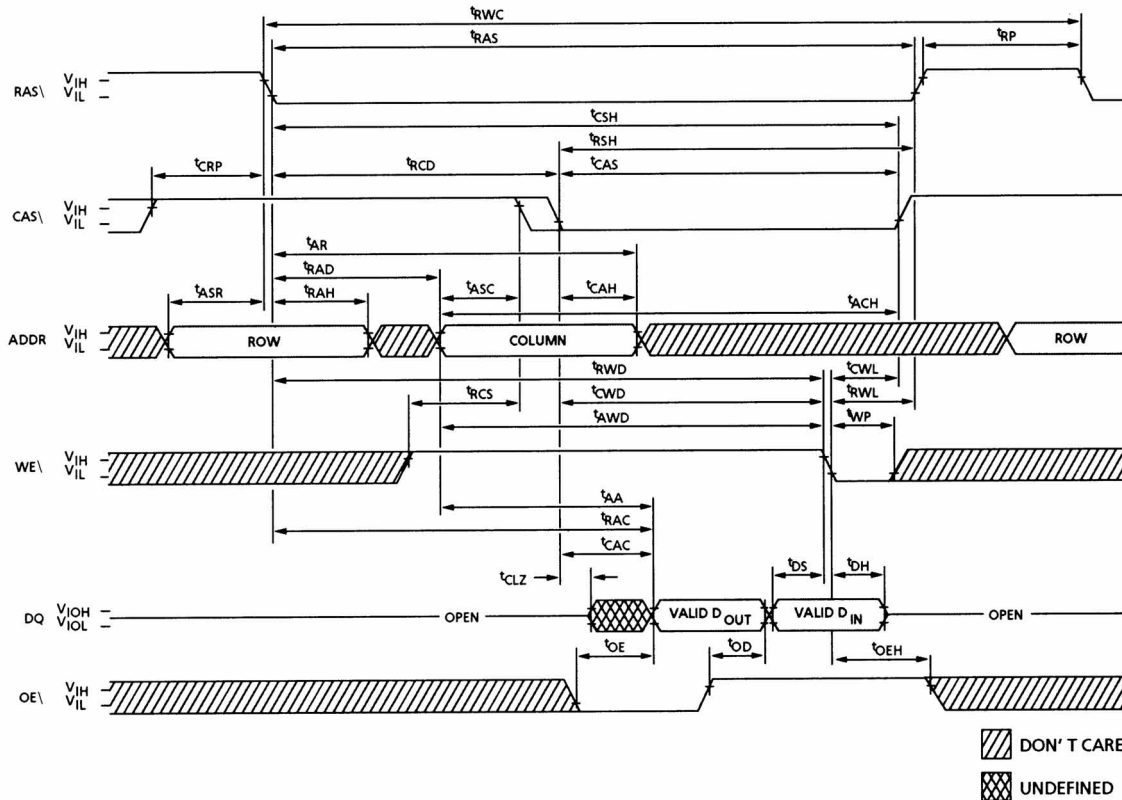 tRWC
tRAS
tRP
RAS\ VIH VIL
tCSH
tRSH
tCRP
tRCD
tCAS
CAS\ VIH VIL
tAR
tRAD
tASR
tRAH
tASC
tCAH
tACH
ADDR VIH VIL
ROW
COLUMN
ROW
tRWD
tCWL
tRCS
tCWD
tRWL
tAWD
tWP
WE\ VIH VIL
tAA
tRAC
tCAC
tCLZ
tDS
tDH
DQ VIOH VIOL
OPEN
VALID DOUT
VALID DIN
OPEN
tOE
tOD
tOEH
OE\ VIH VIL
DON'T CARE
UNDEFINED